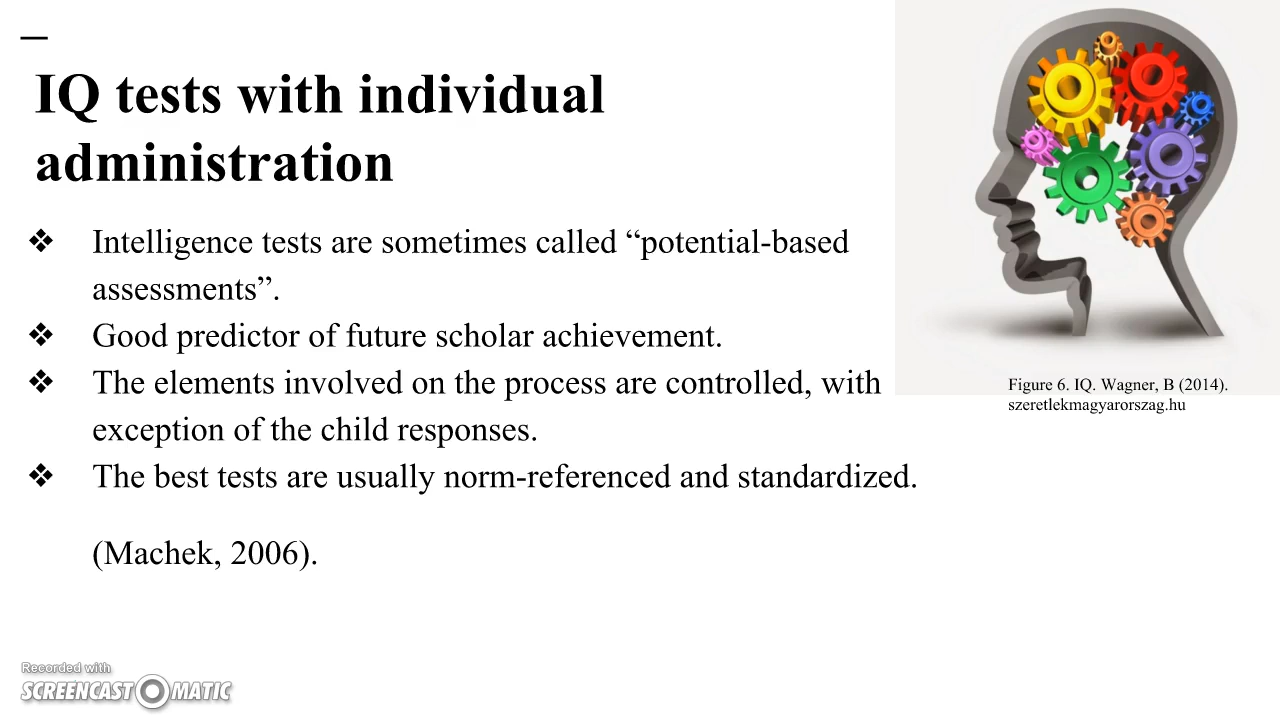 IQ tests with individual
administration
❖ Intelligence tests are sometimes called “potential-based
assessments”.
❖ Good predictor of future scholar achievement.
❖ The elements involved on the process are controlled, with
exception of the child responses.
❖ The best tests are usually norm-referenced and standardized.
(Machek, 2006).
Figure 6. IQ. Wagner, B (2014).
szeretlekmagyarorszag.hu
Recorded with
SCREENCAST O MATIC